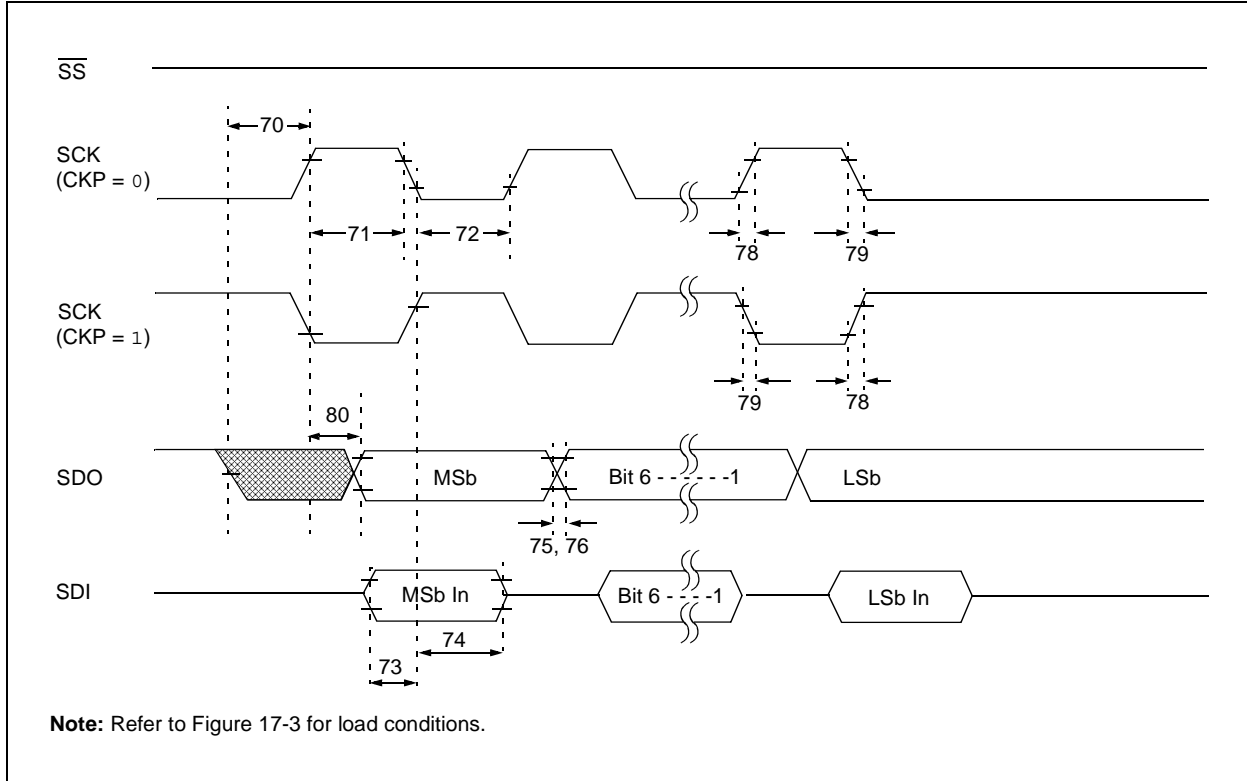 SS
70
SCK
(CKP = 0)
71
72
78
79
SCK
(CKP = 1)
79
78
80
SDO
MSb
Bit 6 - - - - - - -1
LSb
75, 76
SDI
MSb In
Bit 6 - - - - -1
LSb In
74
73
Note: Refer to Figure 17-3 for load conditions.